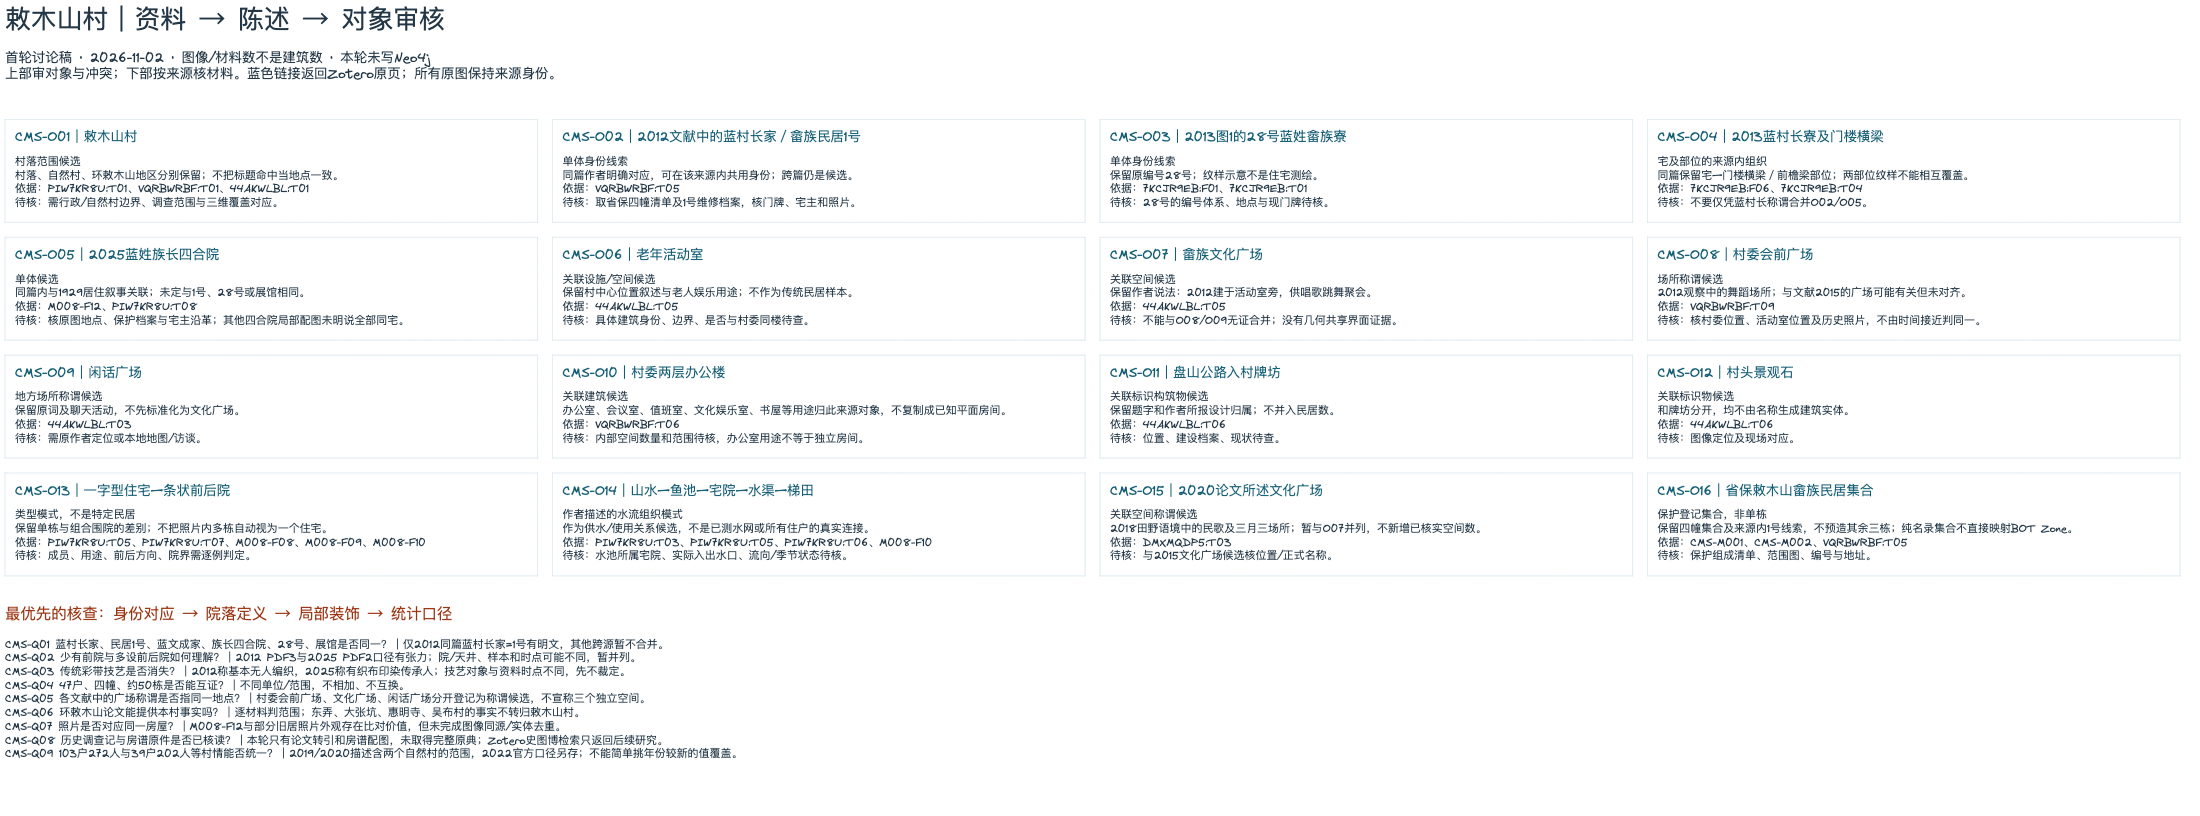 敕木山村｜资料 → 陈述 → 对象审核
首轮讨论稿 · 2026-11-02 · 图像/材料数不是建筑数 · 本轮未写Neo4j
上部审对象与冲突；下部按来源核材料。蓝色链接返回Zotero原页；所有原图保持来源身份。
CMS-001｜敕木山村
村落范围候选
村落、自然村、环敕木山地区分别保留；不把标题命中当地点一致。
依据：PIW7KR8U:T01、VQRBWRBF:T01、44AKWLBL:T01
待核：需行政/自然村边界、调查范围与三维覆盖对应。
CMS-002｜2012文献中的蓝村长家 / 畲族民居1号
单体身份线索
同篇作者明确对应，可在该来源内共用身份；跨篇仍是候选。
依据：VQRBWRBF:T05
待核：取省保四幢清单及1号维修档案，核门牌、宅主和照片。
CMS-003｜2013图1的28号蓝姓畲族寮
单体身份线索
保留原编号28号；纹样示意不是住宅测绘。
依据：7KCJR9EB:F01、7KCJR9EB:T01
待核：28号的编号体系、地点与现门牌待核。
CMS-004｜2013蓝村长寮及门楼横梁
宅及部位的来源内组织
同篇保留宅—门楼横梁 / 前檐梁部位；两部位纹样不能相互覆盖。
依据：7KCJR9EB:F06、7KCJR9EB:T04
待核：不要仅凭蓝村长称谓合并002/005。
CMS-005｜2025蓝姓族长四合院
单体候选
同篇内与1929居住叙事关联；未定与1号、28号或展馆相同。
依据：M008-F12、PIW7KR8U:T08
待核：核原图地点、保护档案与宅主沿革；其他四合院局部配图未明说全部同宅。
CMS-006｜老年活动室
关联设施/空间候选
保留村中心位置叙述与老人娱乐用途；不作为传统民居样本。
依据：44AKWLBL:T05
待核：具体建筑身份、边界、是否与村委同楼待查。
CMS-007｜畲族文化广场
关联空间候选
保留作者说法：2012建于活动室旁，供唱歌跳舞聚会。
依据：44AKWLBL:T05
待核：不能与008/009无证合并；没有几何共享界面证据。
CMS-008｜村委会前广场
场所称谓候选
2012观察中的舞蹈场所；与文献2015的广场可能有关但未对齐。
依据：VQRBWRBF:T09
待核：核村委位置、活动室位置及历史照片，不由时间接近判同一。
CMS-009｜闲话广场
地方场所称谓候选
保留原词及聊天活动，不先标准化为文化广场。
依据：44AKWLBL:T03
待核：需原作者定位或本地地图/访谈。
CMS-010｜村委两层办公楼
关联建筑候选
办公室、会议室、值班室、文化娱乐室、书屋等用途归此来源对象，不复制成已知平面房间。
依据：VQRBWRBF:T06
待核：内部空间数量和范围待核，办公室用途不等于独立房间。
CMS-011｜盘山公路入村牌坊
关联标识构筑物候选
保留题字和作者所报设计归属；不并入民居数。
依据：44AKWLBL:T06
待核：位置、建设档案、现状待查。
CMS-012｜村头景观石
关联标识物候选
和牌坊分开，均不由名称生成建筑实体。
依据：44AKWLBL:T06
待核：图像定位及现场对应。
CMS-013｜一字型住宅—条状前后院
类型模式，不是特定民居
保留单栋与组合围院的差别；不把照片内多栋自动视为一个住宅。
依据：PIW7KR8U:T05、PIW7KR8U:T07、M008-F08、M008-F09、M008-F10
待核：成员、用途、前后方向、院界需逐例判定。
CMS-014｜山水—鱼池—宅院—水渠—梯田
作者描述的水流组织模式
作为供水/使用关系候选，不是已测水网或所有住户的真实连接。
依据：PIW7KR8U:T03、PIW7KR8U:T05、PIW7KR8U:T06、M008-F10
待核：水池所属宅院、实际入出水口、流向/季节状态待核。
CMS-015｜2020论文所述文化广场
关联空间称谓候选
2018田野语境中的民歌及三月三场所；暂与007并列，不新增已核实空间数。
依据：DMXMQDP5:T03
待核：与2015文化广场候选核位置/正式名称。
CMS-016｜省保敕木山畲族民居集合
保护登记集合，非单栋
保留四幢集合及来源内1号线索，不预造其余三栋；纯名录集合不直接映射BOT Zone。
依据：CMS-M001、CMS-M002、VQRBWRBF:T05
待核：保护组成清单、范围图、编号与地址。
最优先的核查：身份对应 → 院落定义 → 局部装饰 → 统计口径
CMS-Q01 蓝村长家、民居1号、蓝文成家、族长四合院、28号、展馆是否同一？｜仅2012同篇蓝村长家=1号有明文，其他跨源暂不合并。
CMS-Q02 少有前院与多设前后院如何理解？｜2012 PDF3与2025 PDF2口径有张力；院/天井、样本和时点可能不同，暂并列。
CMS-Q03 传统彩带技艺是否消失？｜2012称基本无人编织，2025称有织布印染传承人；技艺对象与资料时点不同，先不裁定。
CMS-Q04 47户、四幢、约50栋是否能互证？｜不同单位/范围，不相加、不互换。
CMS-Q05 各文献中的广场称谓是否指同一地点？｜村委会前广场、文化广场、闲话广场分开登记为称谓候选，不宣称三个独立空间。
CMS-Q06 环敕木山论文能提供本村事实吗？｜逐材料判范围；东弄、大张坑、惠明寺、吴布村的事实不转归敕木山村。
CMS-Q07 照片是否对应同一房屋？｜M008-F12与部分旧居照片外观存在比对价值，但未完成图像同源/实体去重。
CMS-Q08 历史调查记与房谱原件是否已核读？｜本轮只有论文转引和房谱配图，未取得完整原典；Zotero史图博检索只返回后续研究。
CMS-Q09 103户272人与39户202人等村情能否统一？｜2019/2020描述含两个自然村的范围，2022官方口径另存；不能简单挑年份较新的值覆盖。